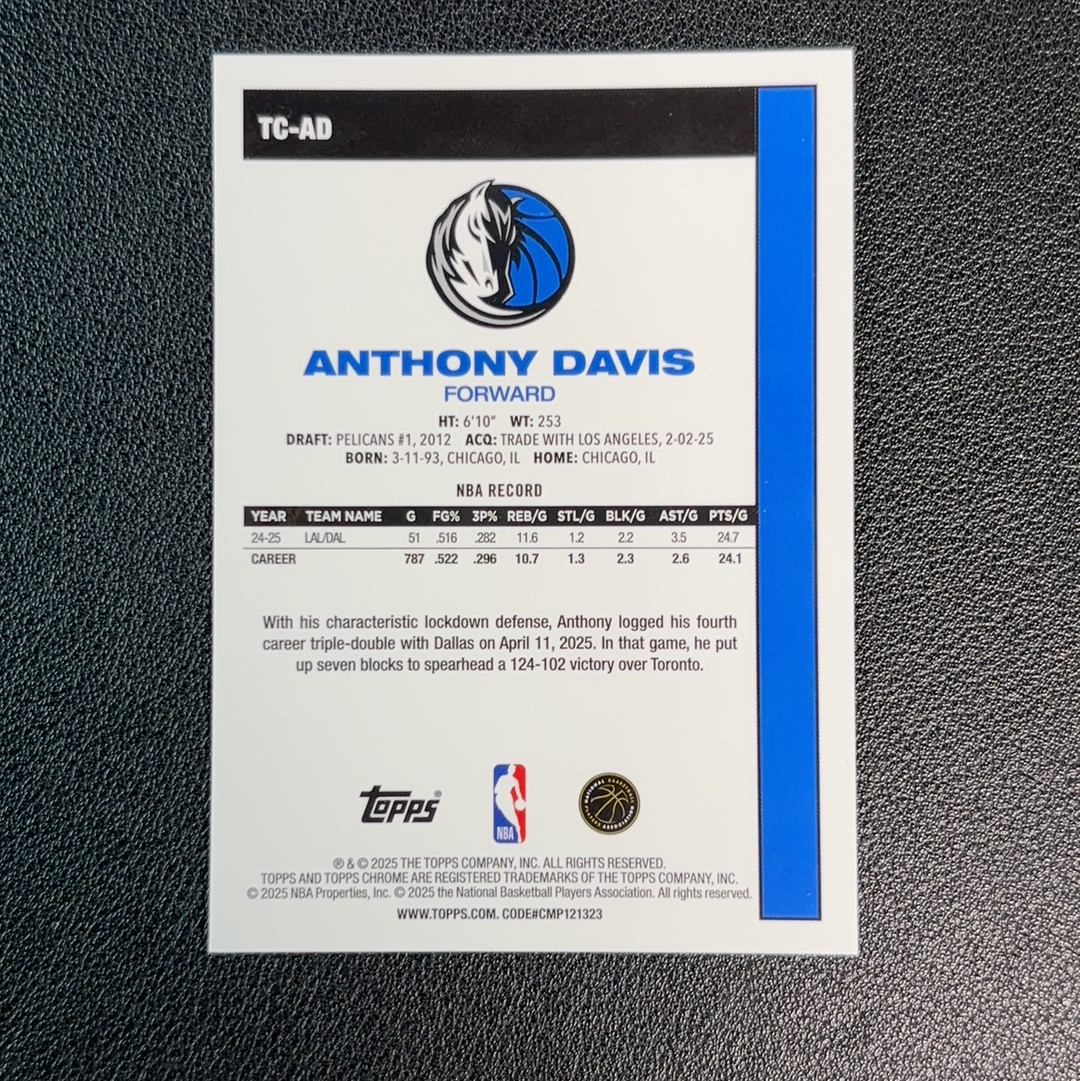 TC-AD
ANTHONY DAVIS
FORWARD
HT: 6'10" WT: 253
DRAFT: PELICANS #1, 2012 ACQ: TRADE WITH LOS ANGELES, 2-02-25
BORN: 3-11-93, CHICAGO, IL HOME: CHICAGO, IL
NBA RECORD
YEAR TEAM NAME G FG% 3P% REB/G STL/G BLK/G AST/G PTS/G
24-25 LAL/DAL 51 .516 .282 11.6 1.2 2.2 3.5 24.7
CAREER 787 .522 .296 10.7 1.3 2.3 2.6 24.1
With his characteristic lockdown defense, Anthony logged his fourth
career triple-double with Dallas on April 11, 2025. In that game, he put
up seven blocks to spearhead a 124-102 victory over Toronto.
Topps®
NBA
NATIONAL BASKETBALL PLAYERS ASSOCIATION
® & © 2025 THE TOPPS COMPANY, INC. ALL RIGHTS RESERVED.
TOPPS AND TOPPS CHROME ARE REGISTERED TRADEMARKS OF THE TOPPS COMPANY, INC.
© 2025 NBA Properties, Inc. © 2025 the National Basketball Players Association. All rights reserved.
WWW.TOPPS.COM. CODE#CMP121323